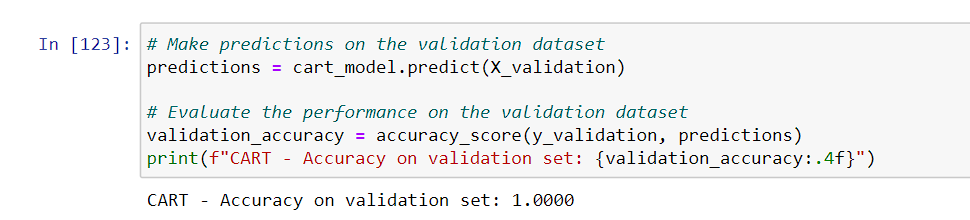 In [123]: # Make predictions on the validation dataset
predictions = cart_model.predict(X_validation)
# Evaluate the performance on the validation dataset
validation_accuracy = accuracy_score(y_validation, predictions)
print(f"CART - Accuracy on validation set: {validation_accuracy:.4f}")
CART - Accuracy on validation set: 1.0000